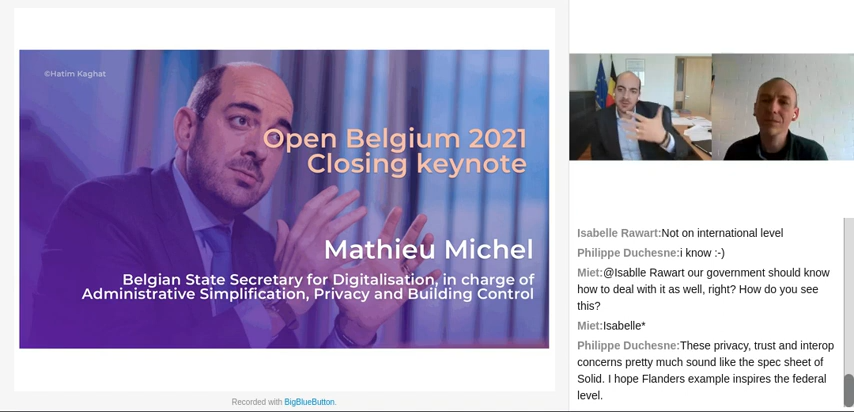 ©Hatim Kaghat
Open Belgium 2021
Closing keynote
Mathieu Michel
Belgian State Secretary for Digitalisation, in charge of
Administrative Simplification, Privacy and Building Control
Recorded with BigBlueButton.
Isabelle Rawart:Not on international level
Philippe Duchesne:i know :-)
Miet:@Isablle Rawart our government should know
how to deal with it as well, right? How do you see
this?
Miet:Isabelle*
Philippe Duchesne:These privacy, trust and interop
concerns pretty much sound like the spec sheet of
Solid. I hope Flanders example inspires the federal
level.